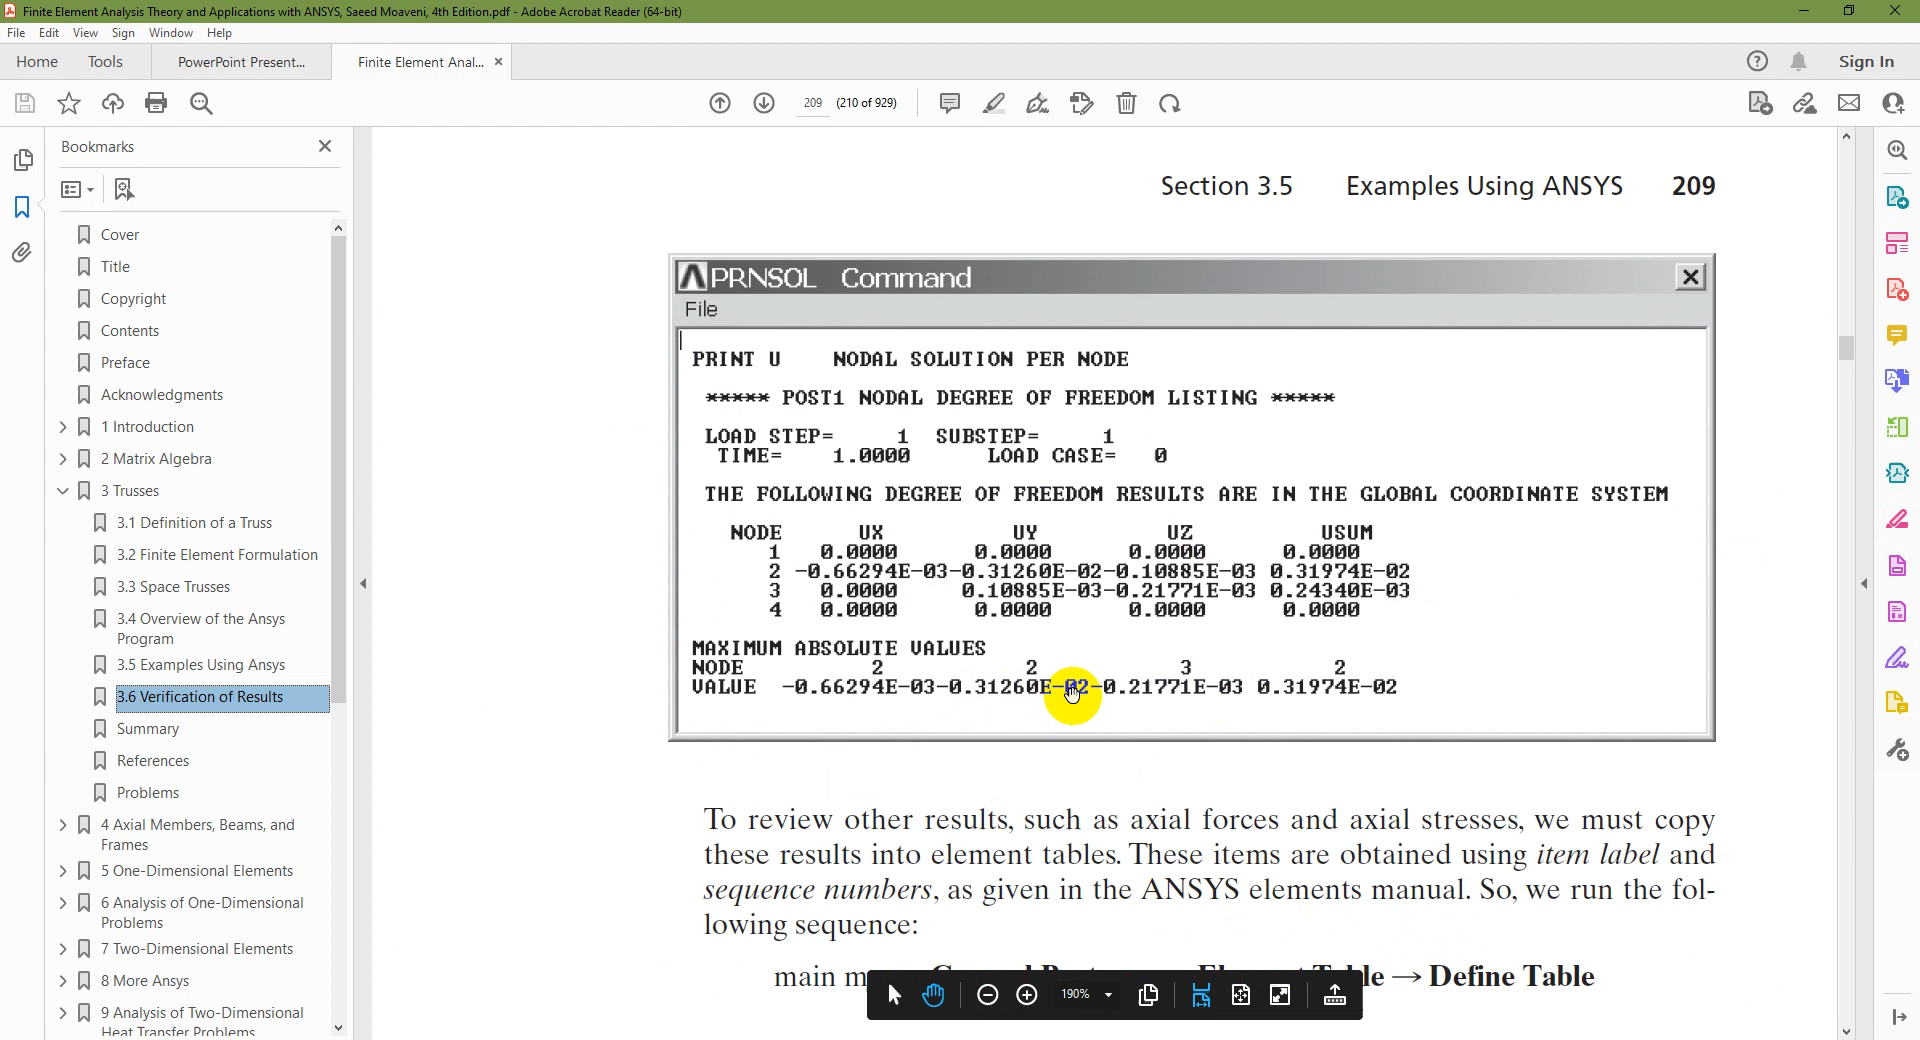 Finite Element Analysis Theory and Applications with ANSYS, Saeed Moaveni, 4th Edition.pdf - Adobe Acrobat Reader (64-bit)
File Edit View Sign Window Help
Home Tools PowerPoint Present... Finite Element Anal... Sign In
209 (210 of 929)
Bookmarks
Cover
Title
Copyright
Contents
Preface
Acknowledgments
1 Introduction
2 Matrix Algebra
3 Trusses
3.1 Definition of a Truss
3.2 Finite Element Formulation
3.3 Space Trusses
3.4 Overview of the Ansys
Program
3.5 Examples Using Ansys
3.6 Verification of Results
Summary
References
Problems
4 Axial Members, Beams, and
Frames
5 One-Dimensional Elements
6 Analysis of One-Dimensional
Problems
7 Two-Dimensional Elements
8 More Ansys
9 Analysis of Two-Dimensional
Heat Transfer Problems
Section 3.5 Examples Using ANSYS 209
PRNSOL Command
File
PRINT U NODAL SOLUTION PER NODE
***** POST1 NODAL DEGREE OF FREEDOM LISTING *****
LOAD STEP= 1 SUBSTEP= 1
TIME= 1.0000 LOAD CASE= 0
THE FOLLOWING DEGREE OF FREEDOM RESULTS ARE IN THE GLOBAL COORDINATE SYSTEM
NODE UX UY UZ USUM
1 0.0000 0.0000 0.0000 0.0000
2 -0.66294E-03-0.31260E-02-0.10885E-03 0.31974E-02
3 0.0000 0.10885E-03-0.21771E-03 0.24340E-03
4 0.0000 0.0000 0.0000 0.0000
MAXIMUM ABSOLUTE VALUES
NODE 2 2 3 2
VALUE -0.66294E-03-0.31260E-02-0.21771E-03 0.31974E-02
To review other results, such as axial forces and axial stresses, we must copy
these results into element tables. These items are obtained using item label and
sequence numbers, as given in the ANSYS elements manual. So, we run the fol-
lowing sequence:
main → Define Table
190%